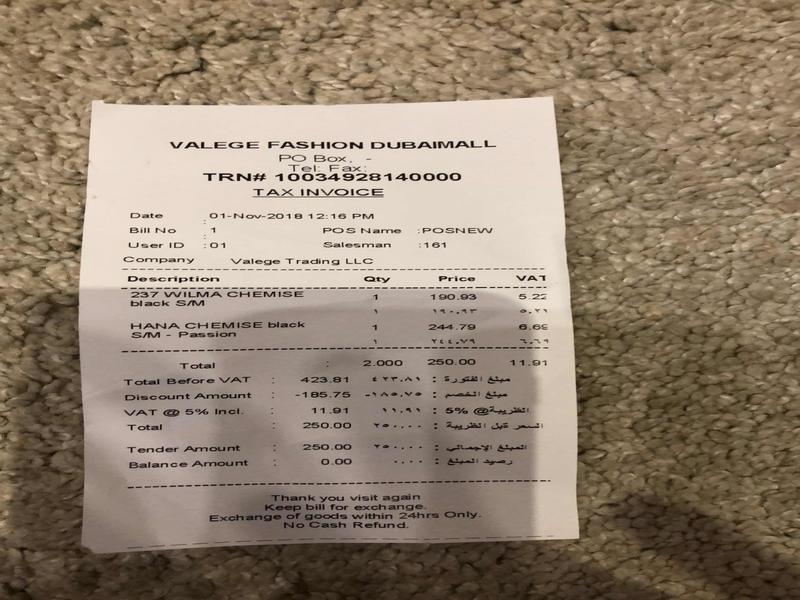 VALEGE FASHION DUBAIMALL
PO Box, -
Tel: Fax:
TRN# 10034928140000
TAX INVOICE
Date : 01-Nov-2018 12:16 PM
Bill No : 1 POS Name :POSNEW
User ID :01 Salesman :161
Company Valege Trading LLC
Description Qty Price VAT
237 WILMA CHEMISE 1 190.93 5.22
black S/M ١ ١٩٠.٩٣ ٥.٢٢
HANA CHEMISE black 1 244.79 6.69
S/M - Passion ١ ٢٤٤.٧٩ ٦.٦٩
Total : 2.000 250.00 11.91
Total Before VAT : 423.81 ٤٢٣.٨١ : مبلغ الفتورة
Discount Amount : -185.75 -١٨٥.٧٥ : مبلغ الخصم
VAT @ 5% Incl. : 11.91 ١١.٩١ : 5% @الظريبة
Total : 250.00 ٢٥٠.٠٠ : السعر قبل الظريبة
Tender Amount : 250.00 ٢٥٠.٠٠ : المبلغ الإجمالي
Balance Amount : 0.00 ٠.٠٠ : رصيد المبلغ
Thank you visit again
Keep bill for exchange.
Exchange of goods within 24hrs Only.
No Cash Refund.